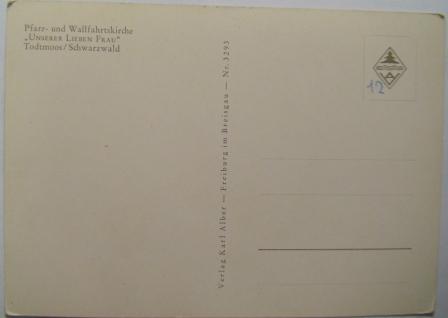 Pfarr- und Wallfahrtskirche
„Unserer Lieben Frau“
Todtmoos/Schwarzwald
Verlag Karl Alber — Freiburg im Breisgau — Nr. 3293
12